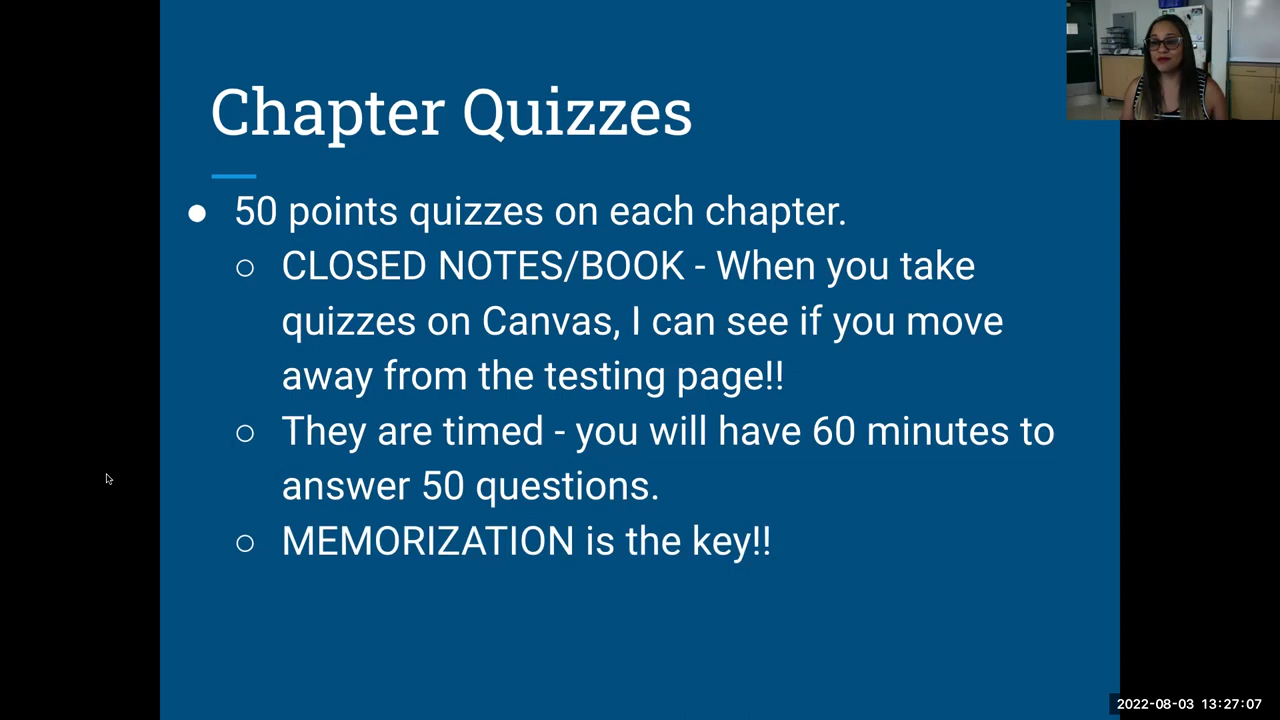 Chapter Quizzes
● 50 points quizzes on each chapter.
○ CLOSED NOTES/BOOK - When you take
quizzes on Canvas, I can see if you move
away from the testing page!!
○ They are timed - you will have 60 minutes to
answer 50 questions.
○ MEMORIZATION is the key!!
2022-08-03 13:27:07